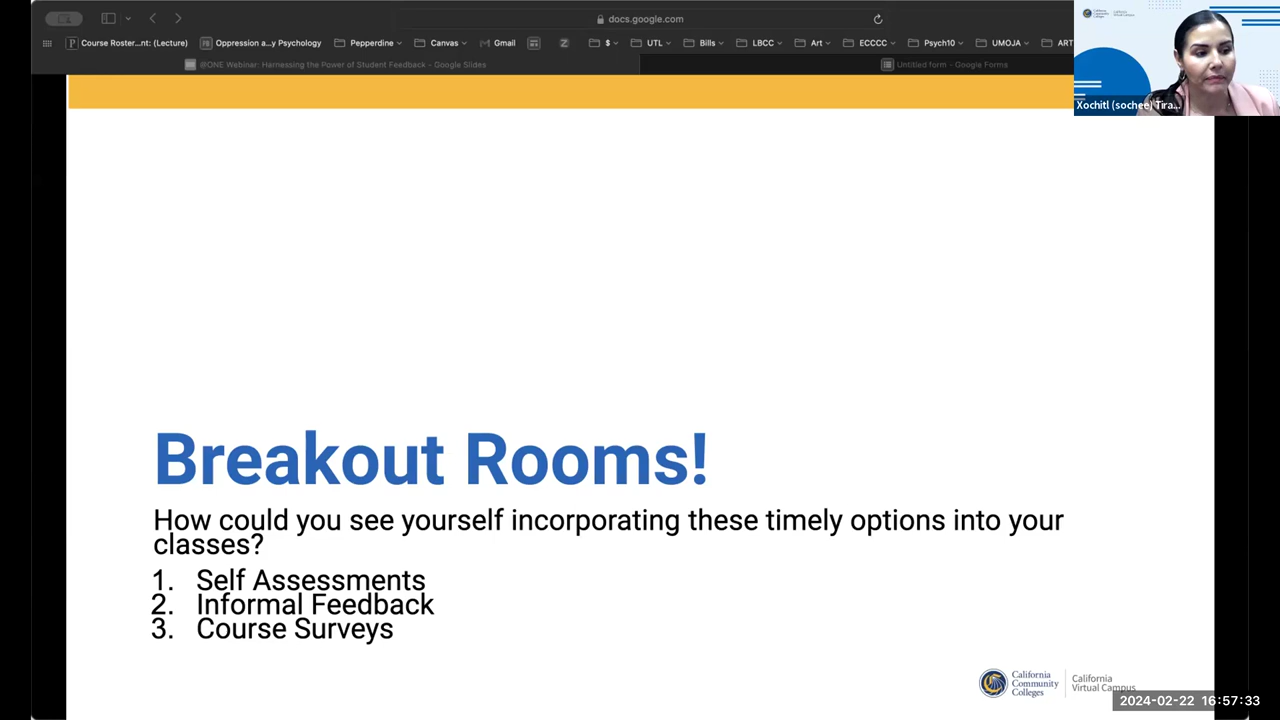 docs.google.com
Course Roster...nt: (Lecture)
Oppression a...y Psychology
Pepperdine
Canvas
Gmail
Z
$
UTL
Bills
LBCC
Art
ECCCC
Psych10
UMOJA
ART
@ONE Webinar: Harnessing the Power of Student Feedback - Google Slides
Untitled form - Google Forms
Xochitl (sochee) Tira...
Breakout Rooms!
How could you see yourself incorporating these timely options into your
classes?
1. Self Assessments
2. Informal Feedback
3. Course Surveys
California
Community
Colleges
California
Virtual Campus
2024-02-22 16:57:33